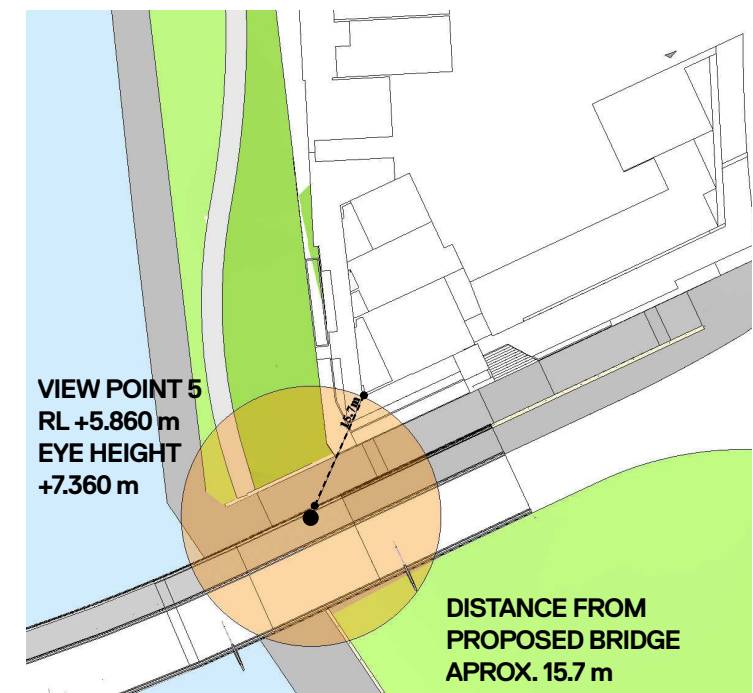 VIEW POINT 5
RL +5.860 m
EYE HEIGHT
+7.360 m
15.7m
DISTANCE FROM
PROPOSED BRIDGE
APROX. 15.7 m